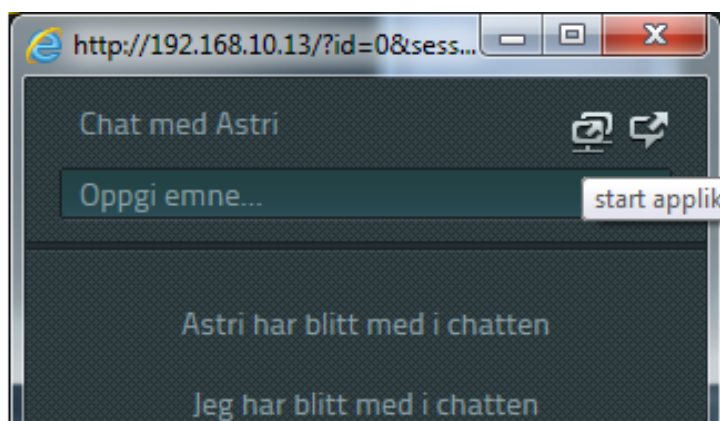 http://192.168.10.13/?id=0&sess...
Chat med Astri
Oppgi emne...
start applik
Astri har blitt med i chatten
Jeg har blitt med i chatten